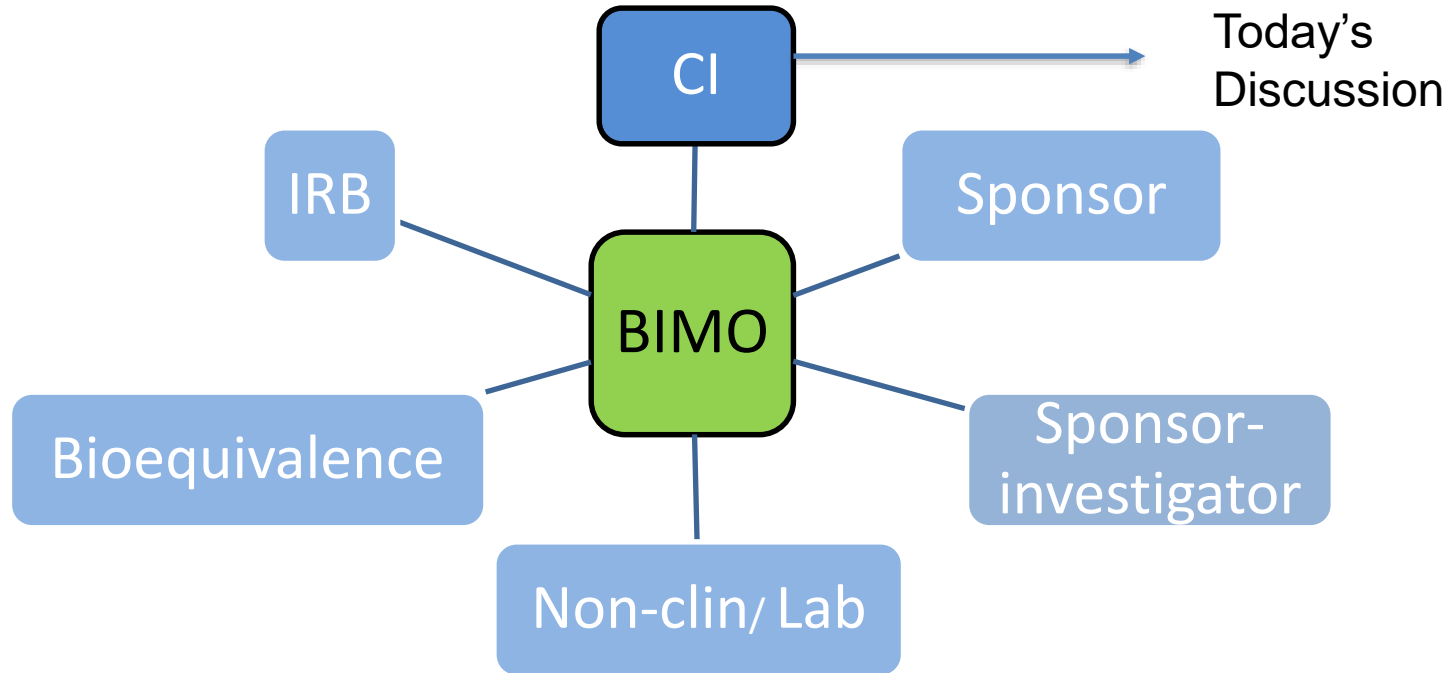 CI
Today’s
Discussion
IRB
Sponsor
BIMO
Bioequivalence
Sponsor-
investigator
Non-clin/ Lab